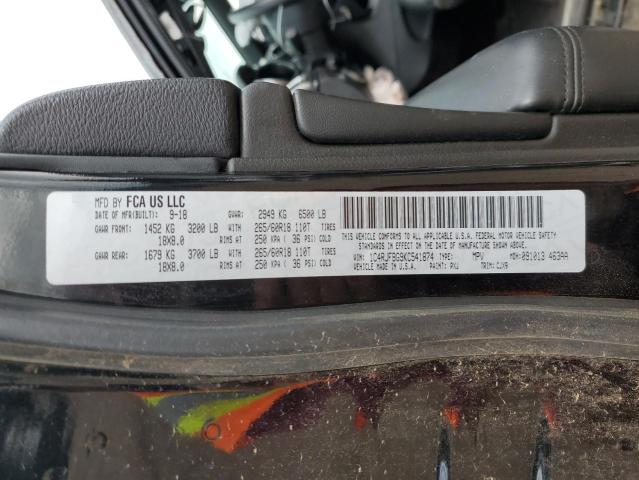 MFD BY FCA US LLC
DATE OF MFR(BUILT): 9-18 GVWR: 2949 KG 6500 LB
GAWR FRONT: 1452 KG 3200 LB WITH 265/60R18 110T TIRES
18X8.0 RIMS AT 250 KPA( 36 PSI) COLD
GAWR REAR: 1679 KG 3700 LB WITH 265/60R18 110T TIRES
18X8.0 RIMS AT 250 KPA( 36 PSI) COLD
THIS VEHICLE CONFORMS TO ALL APPLICABLE U.S.A. FEDERAL MOTOR VEHICLE SAFETY
STANDARDS IN EFFECT ON THE DATE OF MANUFACTURE SHOWN ABOVE.
VIN: 1C4RJFBG9KC541874 TYPE: MPV MDH:091013 463AA
VEHICLE MADE IN U.S.A. PAINT: PXJ TRIM: CJX9